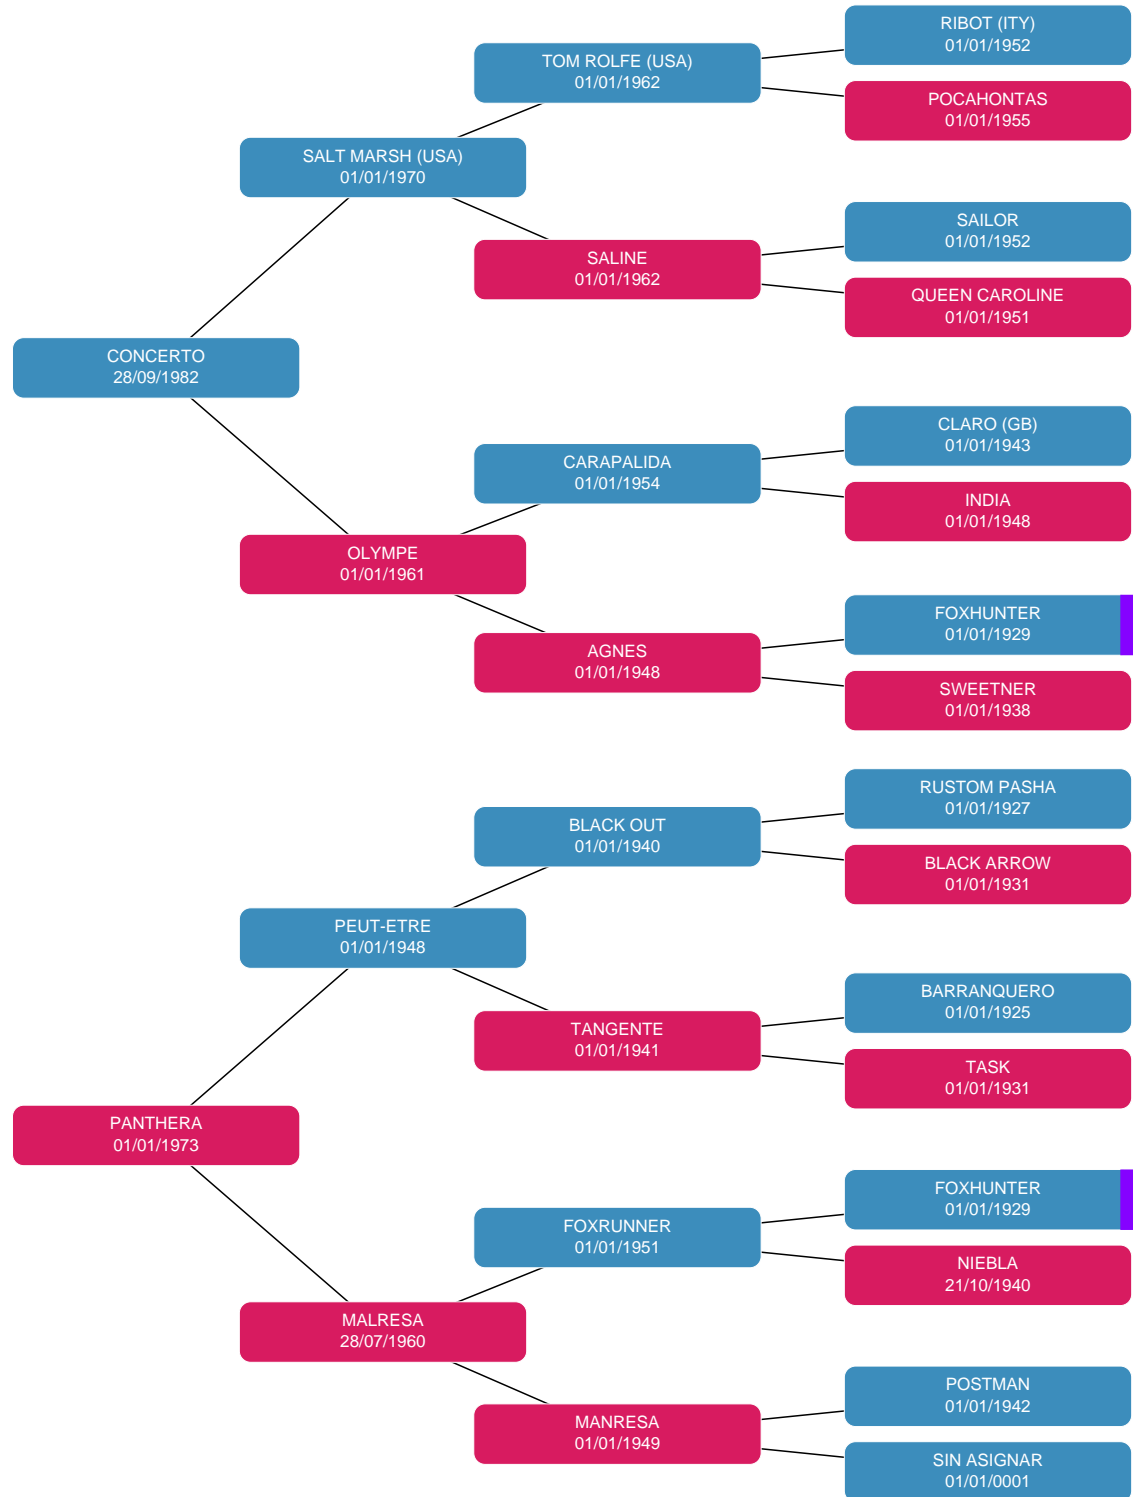 RIBOT (ITY)
01/01/1952
TOM ROLFE (USA)
01/01/1962
POCAHONTAS
01/01/1955
SALT MARSH (USA)
01/01/1970
SAILOR
01/01/1952
SALINE
01/01/1962
QUEEN CAROLINE
01/01/1951
CONCERTO
28/09/1982
CLARO (GB)
01/01/1943
CARAPALIDA
01/01/1954
INDIA
01/01/1948
OLYMPE
01/01/1961
FOXHUNTER
01/01/1929
AGNES
01/01/1948
SWEETNER
01/01/1938
RUSTOM PASHA
01/01/1927
BLACK OUT
01/01/1940
BLACK ARROW
01/01/1931
PEUT-ETRE
01/01/1948
BARRANQUERO
01/01/1925
TANGENTE
01/01/1941
TASK
01/01/1931
PANTHERA
01/01/1973
FOXHUNTER
01/01/1929
FOXRUNNER
01/01/1951
NIEBLA
21/10/1940
MALRESA
28/07/1960
POSTMAN
01/01/1942
MANRESA
01/01/1949
SIN ASIGNAR
01/01/0001